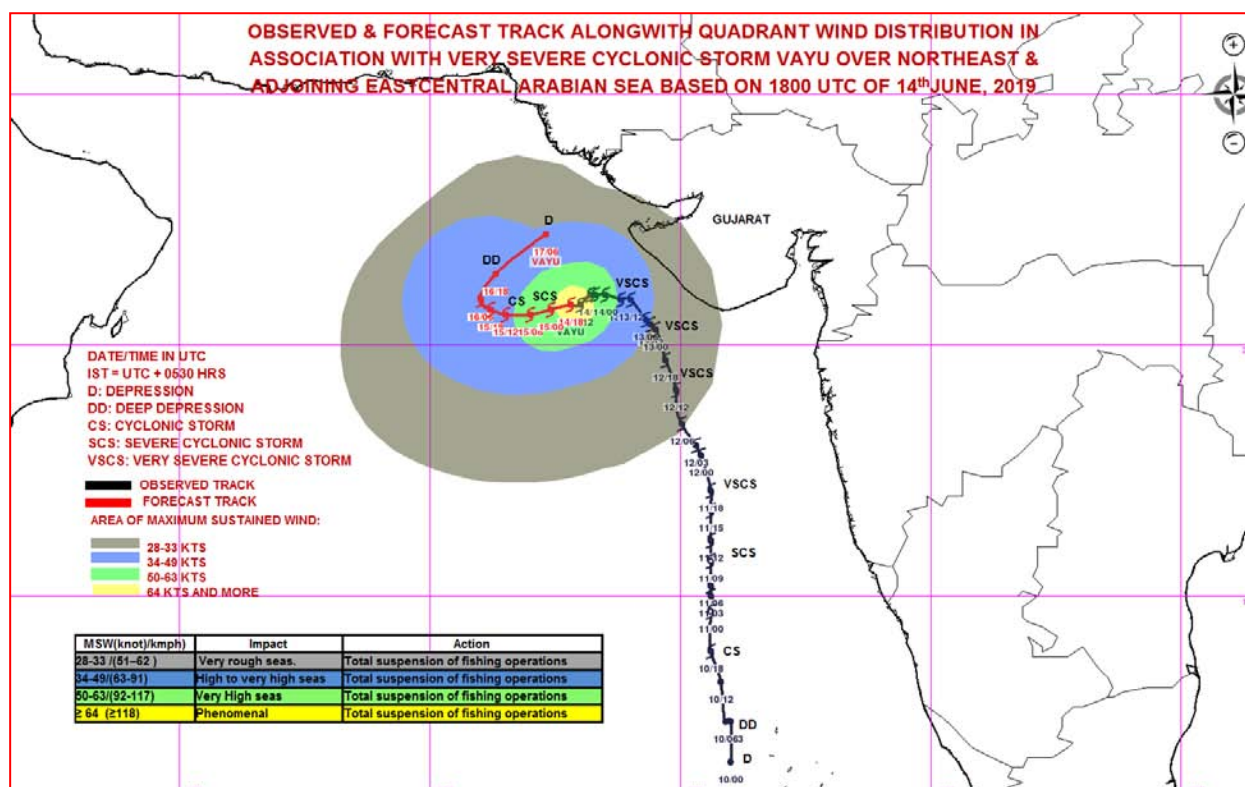 OBSERVED & FORECAST TRACK ALONGWITH QUADRANT WIND DISTRIBUTION IN
ASSOCIATION WITH VERY SEVERE CYCLONIC STORM VAYU OVER NORTHEAST &
ADJOINING EASTCENTRAL ARABIAN SEA BASED ON 1800 UTC OF 14th JUNE, 2019
GUJARAT
D
17/06
VAYU
DD
16/18
CS
SCS
VSCS
14/00
13/12
15/12
15/06
15/00
14/18
VAYU
VSCS
13/00
12/18
VSCS
12/12
12/06
12/03
12/00
VSCS
11/18
11/15
SCS
11/12
11/09
11/06
11/03
11/00
CS
10/18
10/12
DD
10/063
D
10/00
DATE/TIME IN UTC
IST = UTC + 0530 HRS
D: DEPRESSION
DD: DEEP DEPRESSION
CS: CYCLONIC STORM
SCS: SEVERE CYCLONIC STORM
VSCS: VERY SEVERE CYCLONIC STORM
OBSERVED TRACK
FORECAST TRACK
AREA OF MAXIMUM SUSTAINED WIND:
28-33 KTS
34-49 KTS
50-63 KTS
64 KTS AND MORE
MSW(knot)/kmph) Impact Action
28-33 /(51–62 ) Very rough seas. Total suspension of fishing operations
34-49/(63-91) High to very high seas Total suspension of fishing operations
50-63/(92-117) Very High seas Total suspension of fishing operations
≥ 64 (≥118) Phenomenal Total suspension of fishing operations